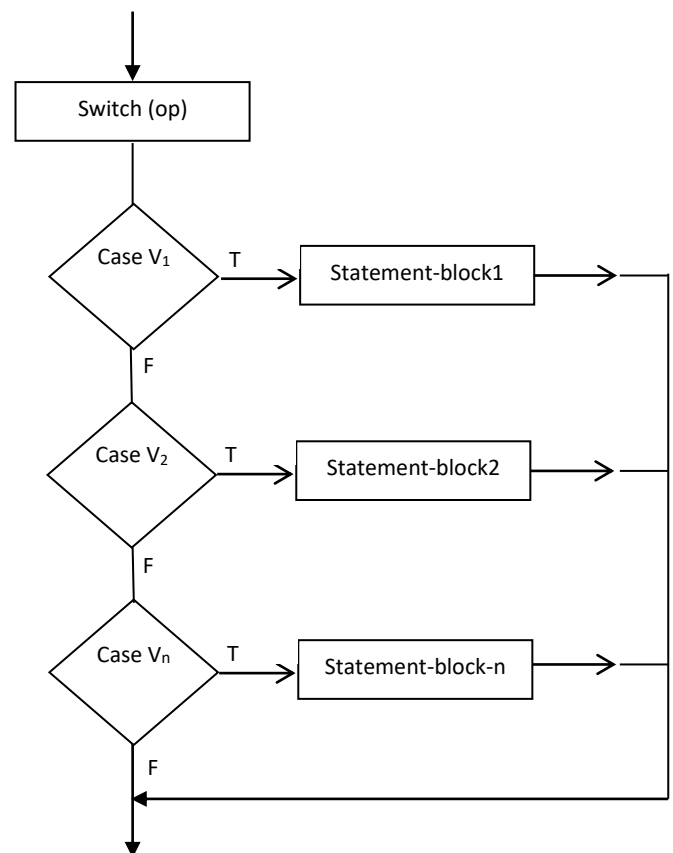 Switch (op)
Case V₁
T
Statement-block1
F
Case V₂
T
Statement-block2
F
Case Vₙ
T
Statement-block-n
F